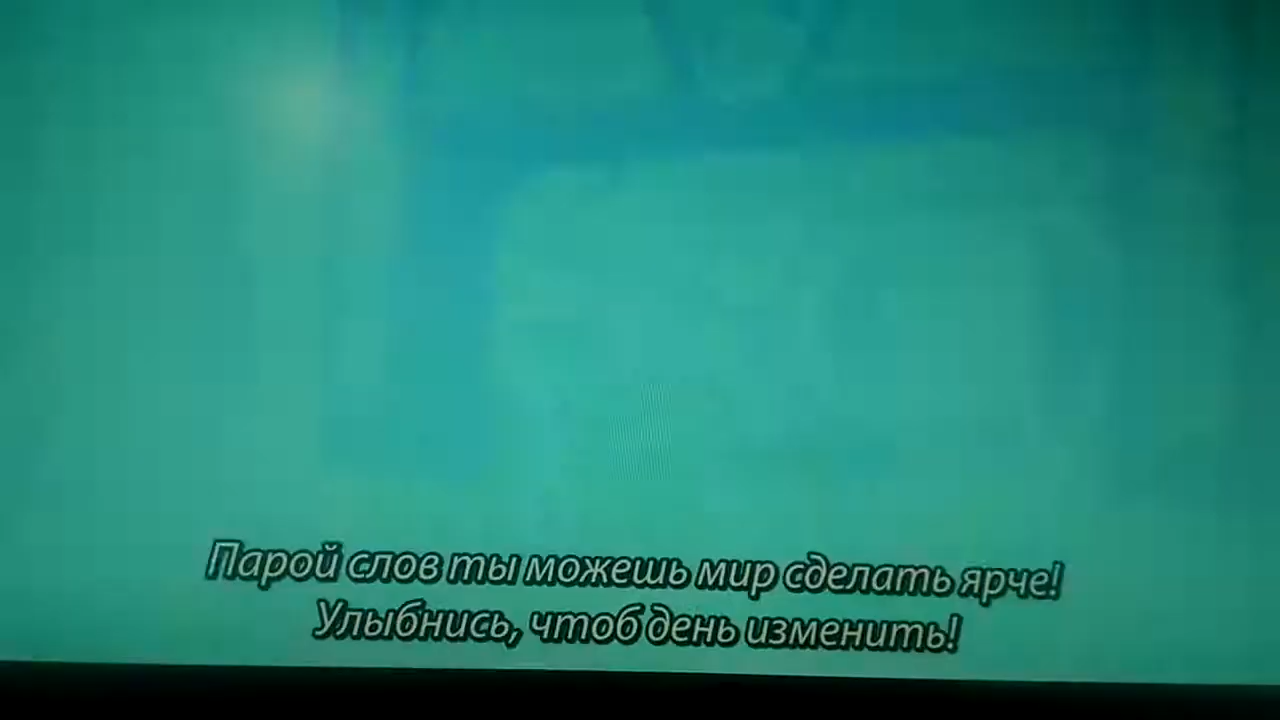 Парой слов ты можешь мир сделать ярче!
Улыбнись, чтоб день изменить!